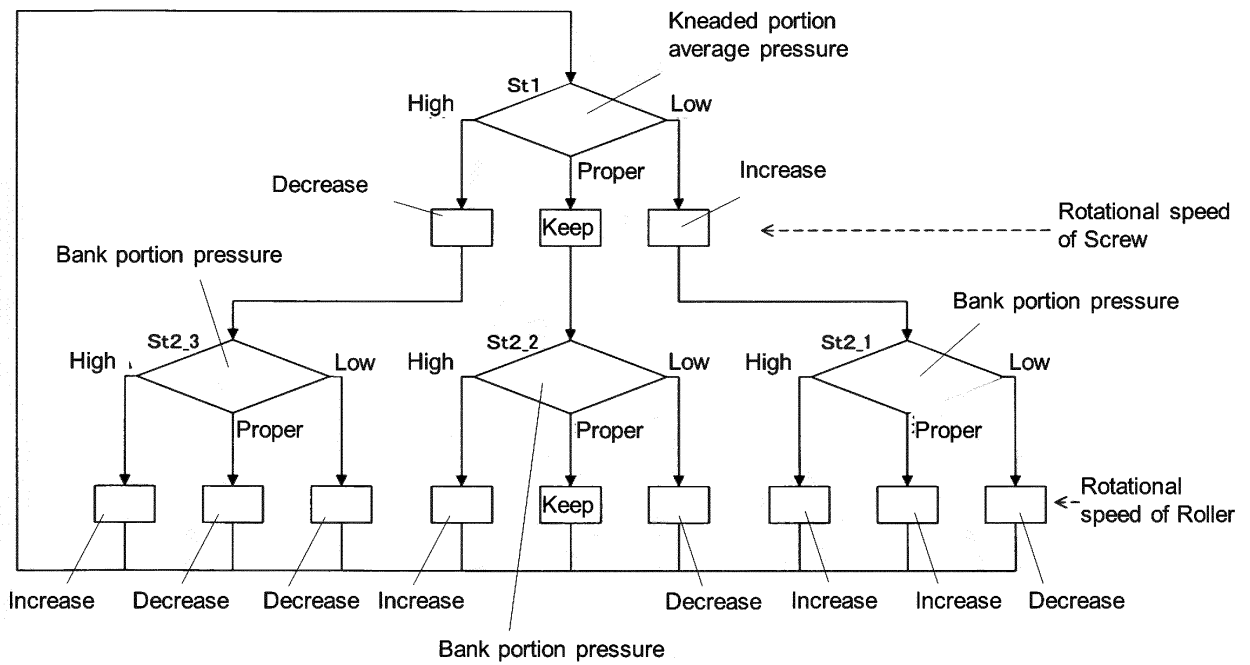 Kneaded portion
average pressure
St1
High
Low
Proper
Decrease
Increase
Keep
Rotational speed
of Screw
Bank portion pressure
Bank portion pressure
St2_3
St2_2
St2_1
High
Low
High
Low
High
Low
Proper
Proper
Proper
Keep
Rotational
speed of Roller
Increase
Decrease
Decrease
Increase
Decrease
Increase
Increase
Decrease
Bank portion pressure